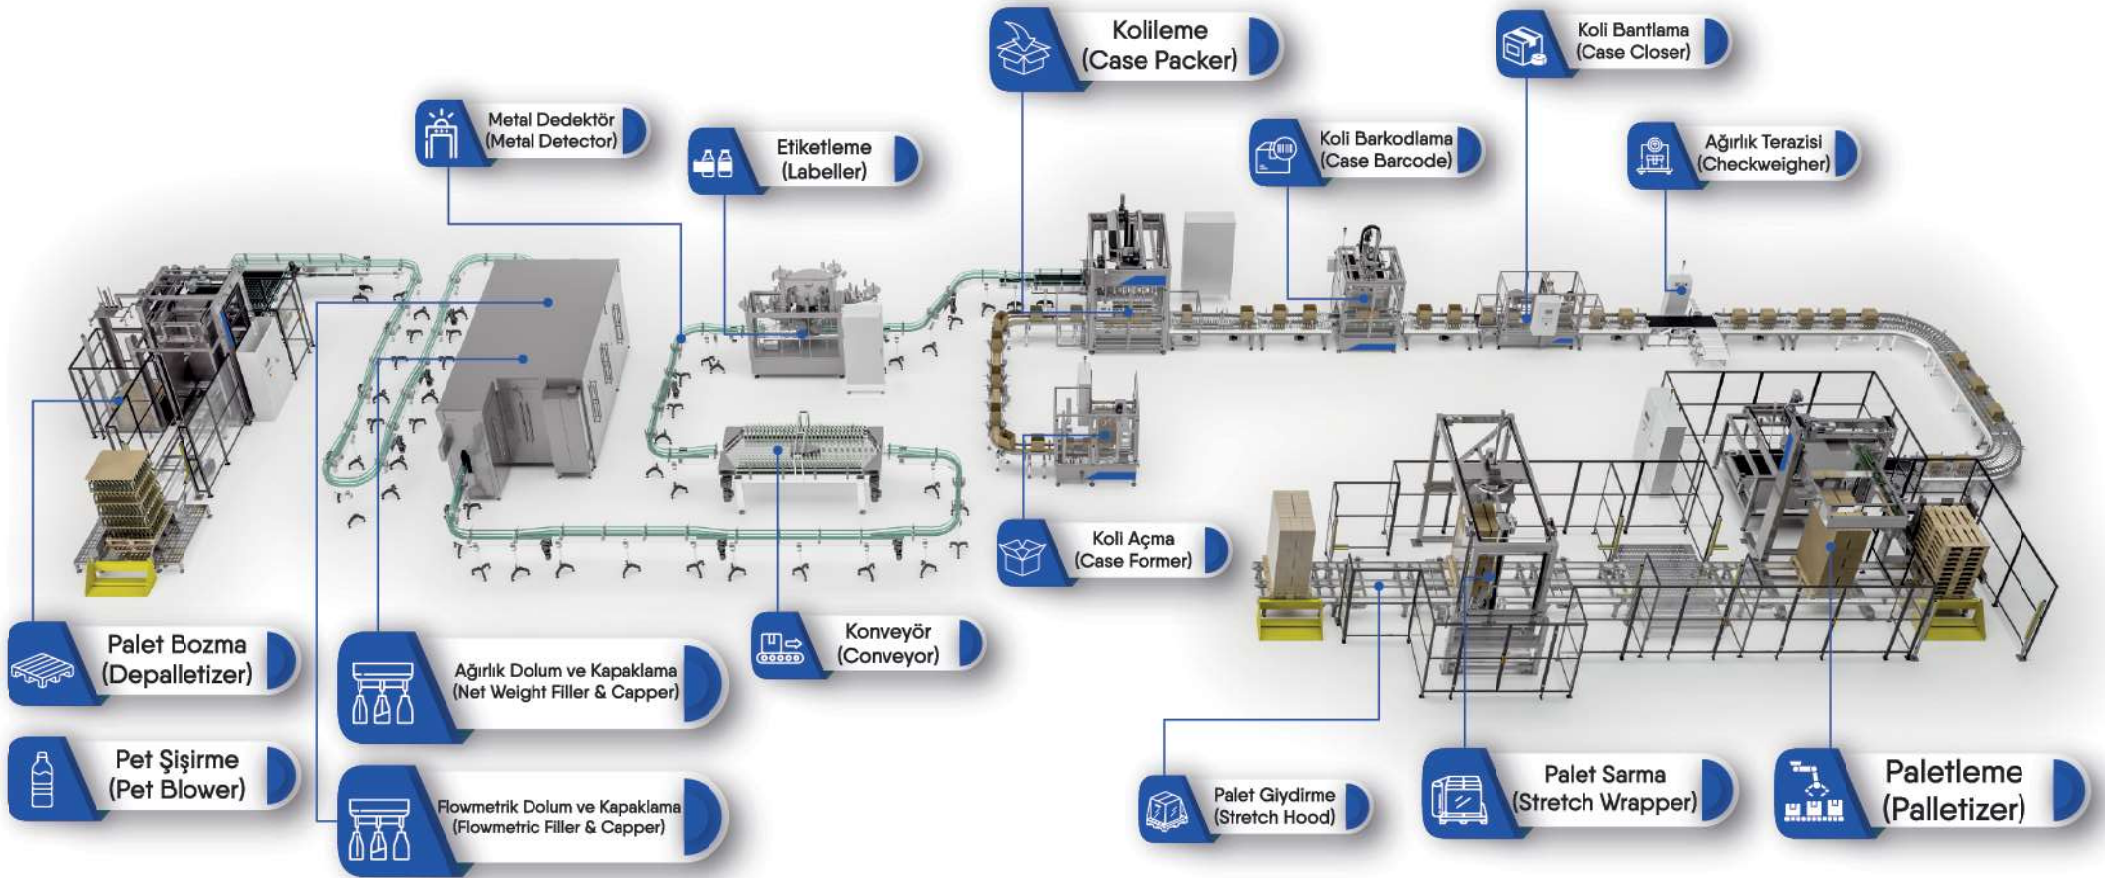 Kolileme
(Case Packer)
Koli Bantlama
(Case Closer)
Metal Dedektör
(Metal Detector)
Etiketleme
(Labeller)
Koli Barkodlama
(Case Barcode)
Ağırlık Terazisi
(Checkweigher)
Koli Açma
(Case Former)
Palet Bozma
(Depalletizer)
Ağırlık Dolum ve Kapaklama
(Net Weight Filler & Capper)
Konveyör
(Conveyor)
Pet Şişirme
(Pet Blower)
Flowmetrik Dolum ve Kapaklama
(Flowmetric Filler & Capper)
Palet Giydirme
(Stretch Hood)
Palet Sarma
(Stretch Wrapper)
Paletleme
(Palletizer)